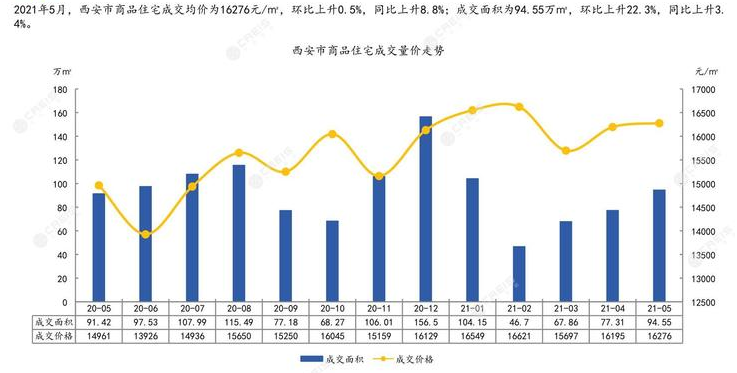 2021年5月，西安市商品住宅成交均价为16276元/㎡，环比上升0.5%，同比上升8.8%；成交面积为94.55万㎡，环比上升22.3%，同比上升3.
4%。
西安市商品住宅成交量价走势
万㎡ 元/㎡
180 17000
160 16500
140 16000
120 15500
100 15000
80 14500
60 14000
40 13500
20 13000
0 12500
20-05 20-06 20-07 20-08 20-09 20-10 20-11 20-12 21-01 21-02 21-03 21-04 21-05
成交面积 91.42 97.53 107.99 115.49 77.18 68.27 106.01 156.5 104.15 46.7 67.86 77.31 94.55
成交价格 14961 13926 14936 15650 15250 16045 15159 16129 16549 16621 15697 16195 16276
成交面积 成交价格